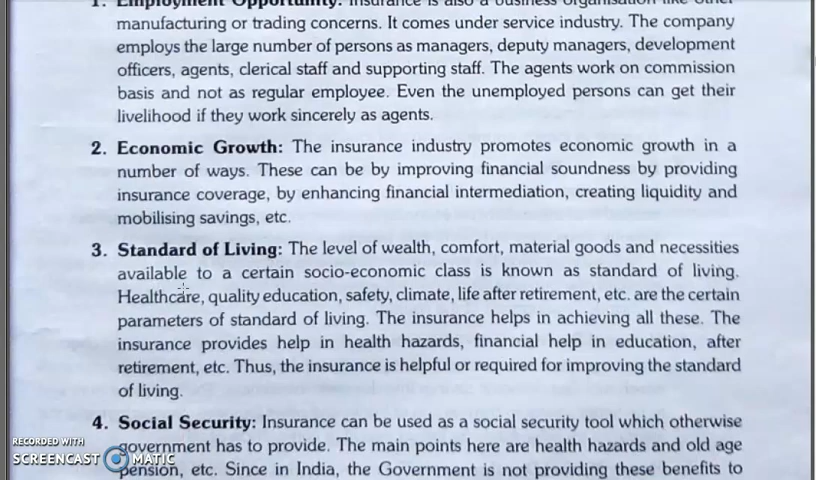 1. Employment Opportunity: Insurance is also a business organisation like other
manufacturing or trading concerns. It comes under service industry. The company
employs the large number of persons as managers, deputy managers, development
officers, agents, clerical staff and supporting staff. The agents work on commission
basis and not as regular employee. Even the unemployed persons can get their
livelihood if they work sincerely as agents.
2. Economic Growth: The insurance industry promotes economic growth in a
number of ways. These can be by improving financial soundness by providing
insurance coverage, by enhancing financial intermediation, creating liquidity and
mobilising savings, etc.
3. Standard of Living: The level of wealth, comfort, material goods and necessities
available to a certain socio-economic class is known as standard of living.
Healthcare, quality education, safety, climate, life after retirement, etc. are the certain
parameters of standard of living. The insurance helps in achieving all these. The
insurance provides help in health hazards, financial help in education, after
retirement, etc. Thus, the insurance is helpful or required for improving the standard
of living.
4. Social Security: Insurance can be used as a social security tool which otherwise
government has to provide. The main points here are health hazards and old age
pension, etc. Since in India, the Government is not providing these benefits to
RECORDED WITH
SCREENCAST MATIC